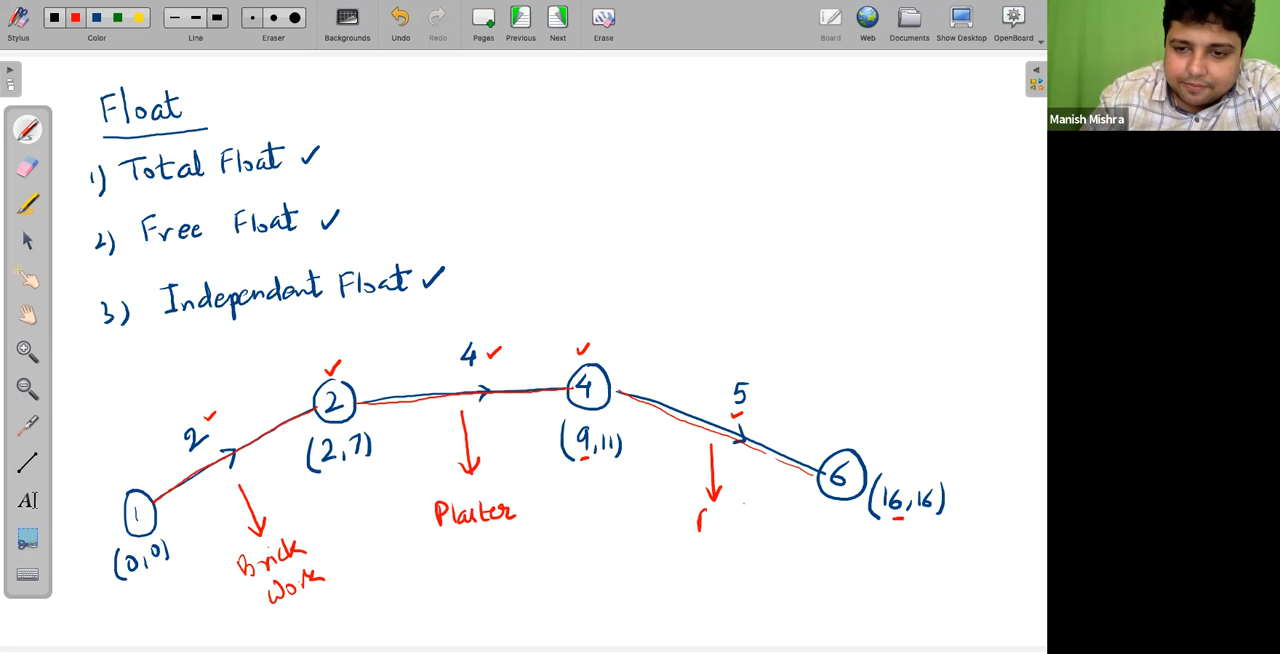 Stylus
Color
Line
Eraser
Backgrounds
Undo
Redo
Pages
Previous
Next
Erase
Board
Web
Documents
Show Desktop
OpenBoard
Manish Mishra
Float
1) Total Float ✓
2) Free Float ✓
3) Independent Float ✓
4 ✓
✓
✓
5
✓
2 ✓
2
4
6
(2,7)
(9,11)
(16,16)
1
(0,0)
Brick
Work
Plaster
r
A